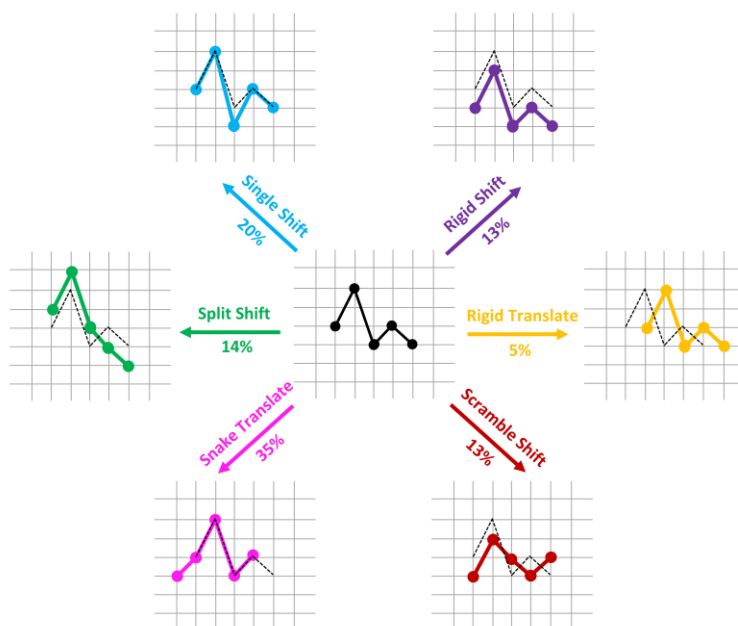 Single Shift
20%
Rigid Shift
13%
Split Shift
14%
Rigid Translate
5%
Snake Translate
35%
Scramble Shift
13%